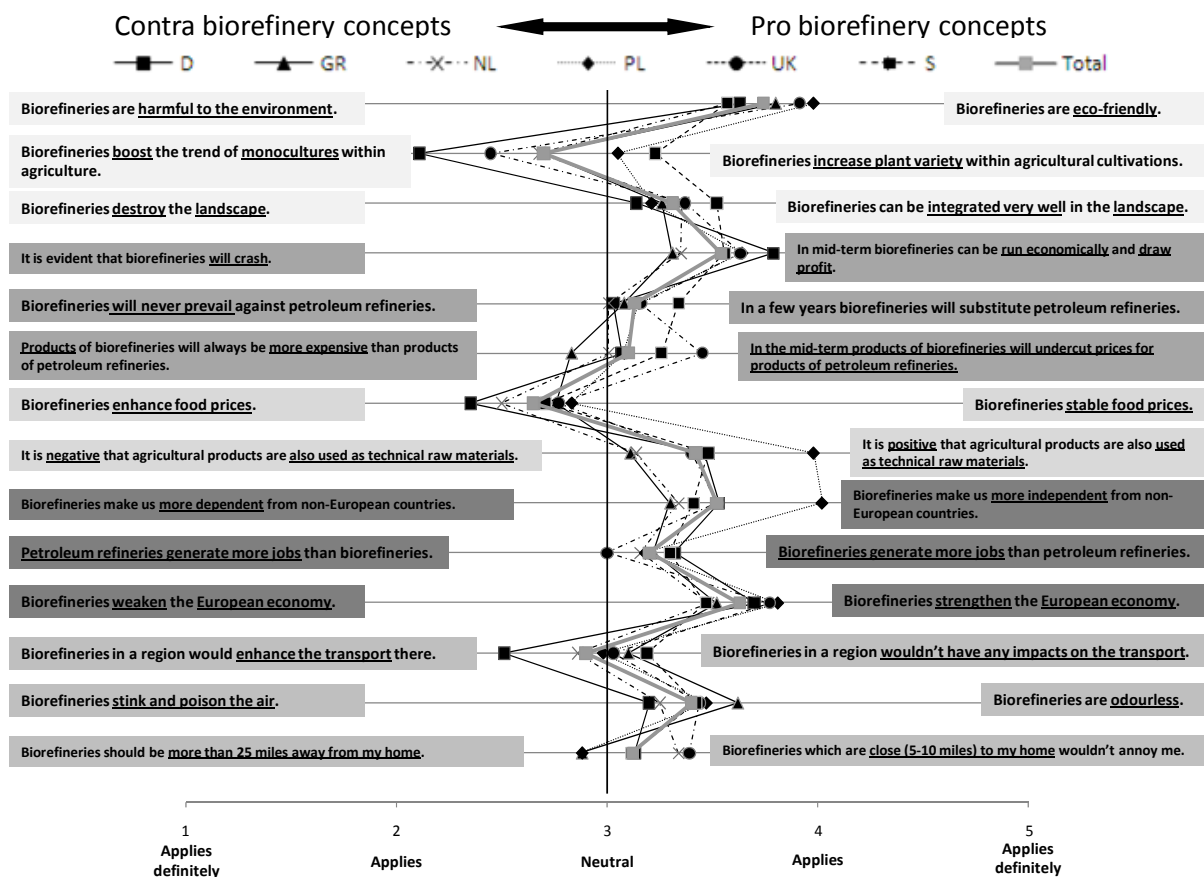 Contra biorefinery concepts
Pro biorefinery concepts
D
GR
NL
PL
UK
S
Total
Biorefineries are harmful to the environment.
Biorefineries are eco-friendly.
Biorefineries boost the trend of monocultures within
agriculture.
Biorefineries increase plant variety within agricultural cultivations.
Biorefineries destroy the landscape.
Biorefineries can be integrated very well in the landscape.
It is evident that biorefineries will crash.
In mid-term biorefineries can be run economically and draw
profit.
Biorefineries will never prevail against petroleum refineries.
In a few years biorefineries will substitute petroleum refineries.
Products of biorefineries will always be more expensive than products
of petroleum refineries.
In the mid-term products of biorefineries will undercut prices for
products of petroleum refineries.
Biorefineries enhance food prices.
Biorefineries stable food prices.
It is negative that agricultural products are also used as technical raw materials.
It is positive that agricultural products are also used
as technical raw materials.
Biorefineries make us more dependent from non-European countries.
Biorefineries make us more independent from non-
European countries.
Petroleum refineries generate more jobs than biorefineries.
Biorefineries generate more jobs than petroleum refineries.
Biorefineries weaken the European economy.
Biorefineries strengthen the European economy.
Biorefineries in a region would enhance the transport there.
Biorefineries in a region wouldn't have any impacts on the transport.
Biorefineries stink and poison the air.
Biorefineries are odourless.
Biorefineries should be more than 25 miles away from my home.
Biorefineries which are close (5-10 miles) to my home wouldn't annoy me.
1
2
3
4
5
Applies
definitely
Applies
Neutral
Applies
Applies
definitely